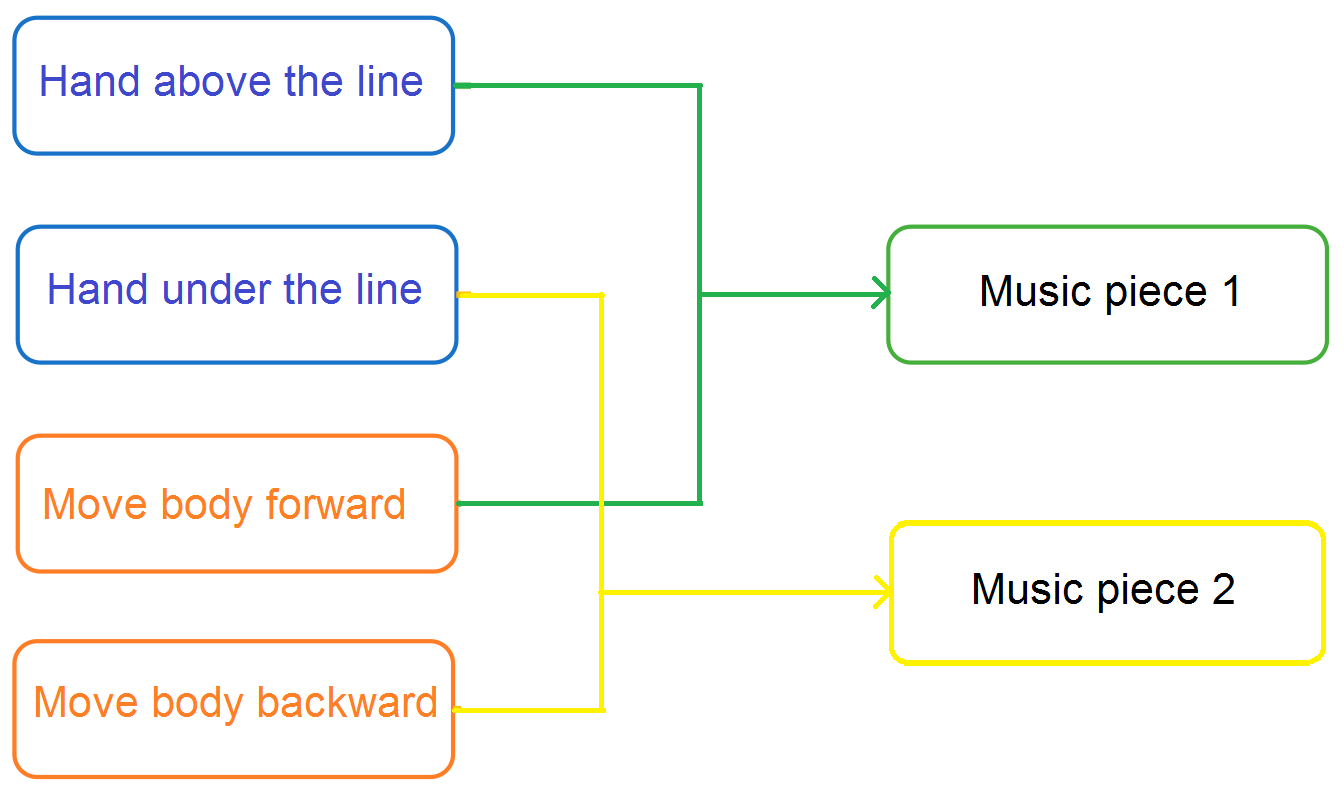 Hand above the line
Hand under the line
Music piece 1
Move body forward
Music piece 2
Move body backward